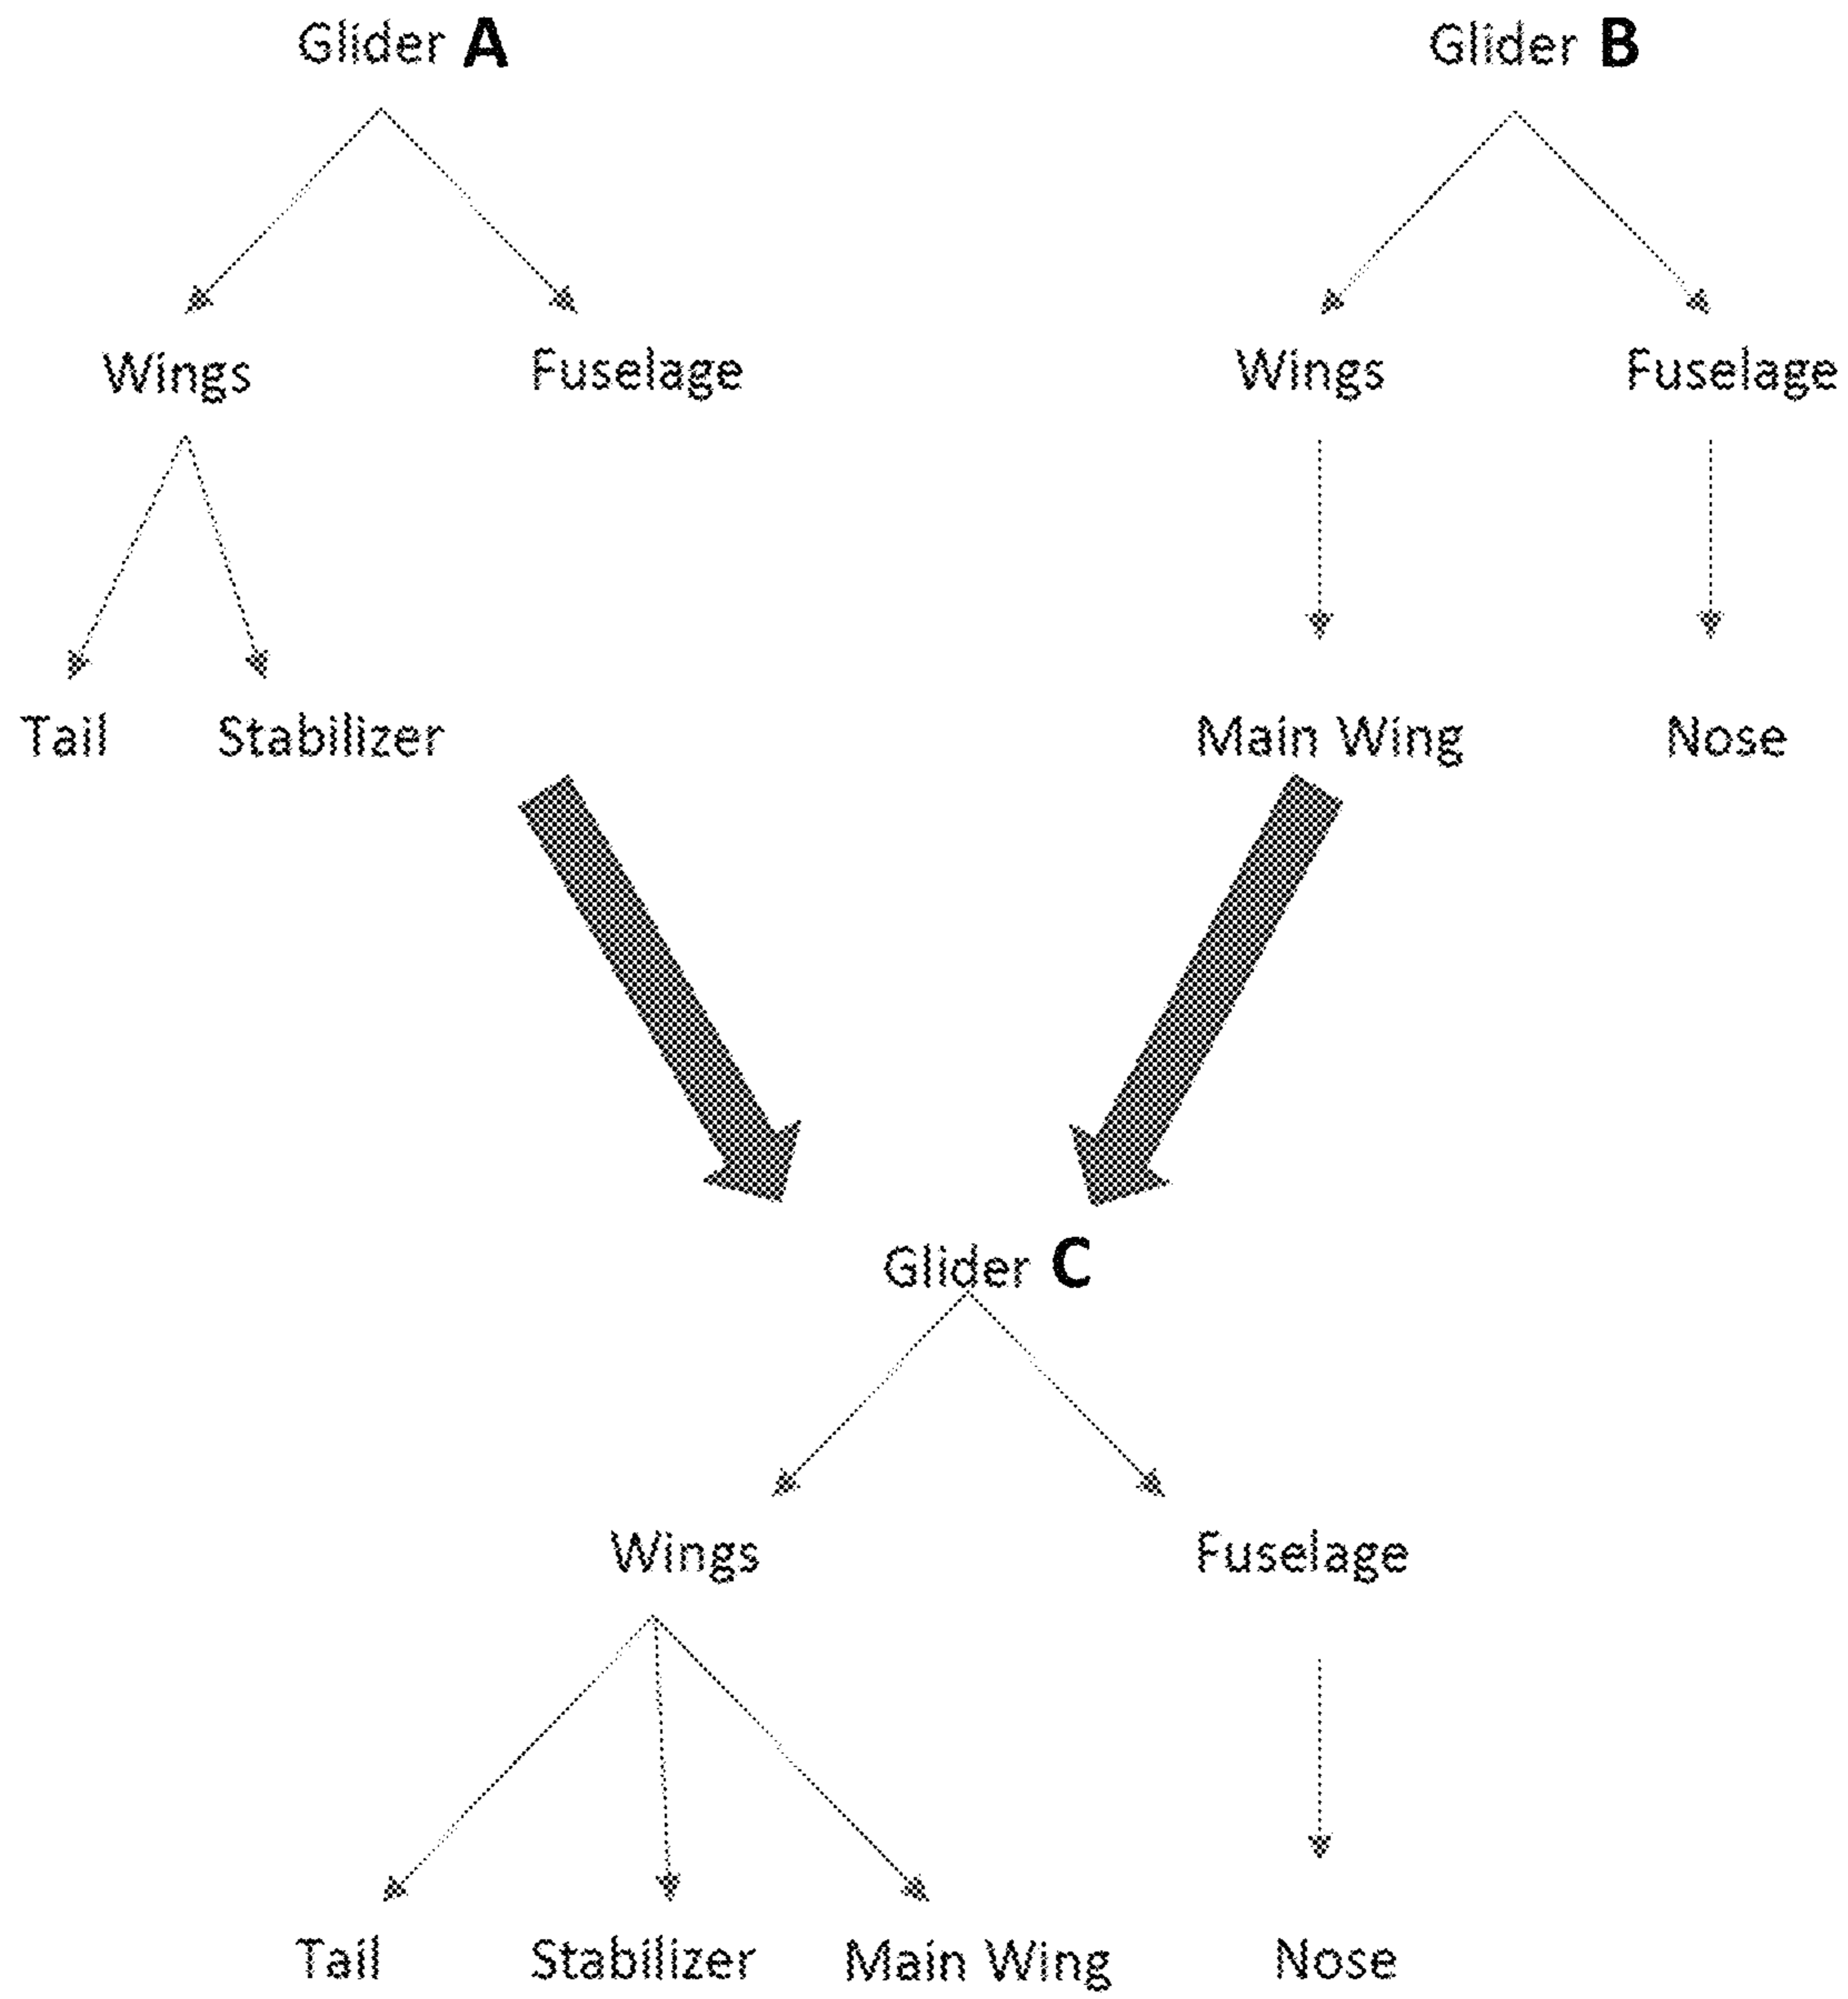 Glider A
Glider B
Wings
Fuselage
Wings
Fuselage
Tail
Stabilizer
Main Wing
Nose
Glider C
Wings
Fuselage
Tail
Stabilizer
Main Wing
Nose